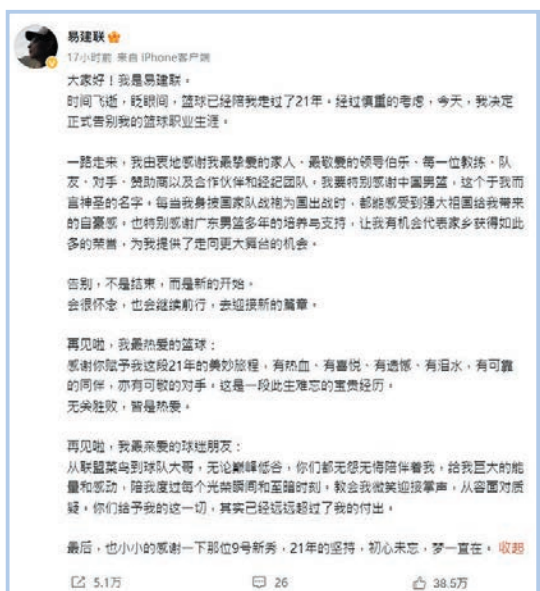 易建联
17小时前 来自 iPhone客户端
大家好！我是易建联。
时间飞逝，眨眼间，篮球已经陪我走过了21年。经过慎重的考虑，今天，我决定
正式告别我的篮球职业生涯。
一路走来，我由衷地感谢我最挚爱的家人、最敬爱的领导伯乐、每一位教练、队
友、对手、赞助商以及合作伙伴和经纪团队。我要特别感谢中国男篮，这个于我而
言神圣的名字。每当我身披国家队战袍为国出战时，都能感受到强大祖国给我带来
的自豪感。也特别感谢广东男篮多年的培养与支持，让我有机会代表家乡获得如此
多的荣誉，为我提供了走向更大舞台的机会。
告别，不是结束，而是新的开始。
会很怀念，也会继续前行，去迎接新的篇章。
再见啦，我最热爱的篮球：
感谢你赋予我这段21年的美妙旅程，有热血、有喜悦、有遗憾、有泪水，有可靠
的同伴，亦有可敬的对手。这是一段此生难忘的宝贵经历。
无关胜败，皆是热爱。
再见啦，我最亲爱的球迷朋友：
从联盟菜鸟到球队大哥，无论巅峰低谷，你们都无怨无悔陪伴着我，给我巨大的能
量和感动，陪我度过每个光荣瞬间和至暗时刻。教会我微笑迎接掌声，从容面对质
疑。你们给予我的这一切，其实已经远远超过了我的付出。
最后，也小小的感谢一下那位9号新秀，21年的坚持，初心未忘，梦一直在。 收起
5.1万 26 38.5万